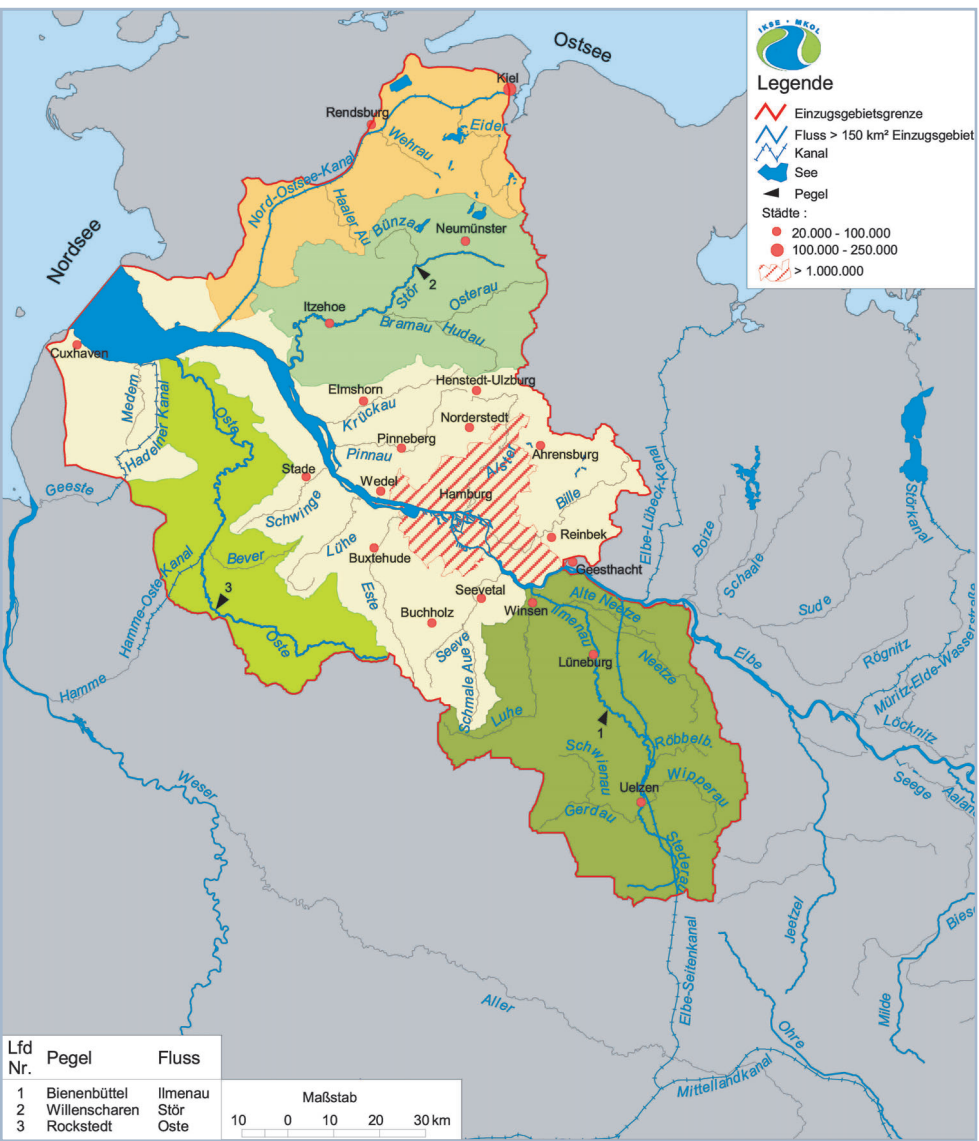 Ostsee
Kiel
Rendsburg
Eider
Wehrau
Nord-Ostsee-Kanal
Haaler Au
Bünzau
Neumünster
Nordsee
2
Stör
Osterau
Itzehoe
Bramau
Hudau
Cuxhaven
Henstedt-Ulzburg
Elmshorn
Medem
Hadelner Kanal
Krückau
Oste
Norderstedt
Pinneberg
Pinnau
Alster
Ahrensburg
Stade
Wedel
Hamburg
Geeste
Bille
Schwinge
Reinbek
Elbe-Lübeck-Kanal
Störkanal
Boize
Schaale
Lühe
Bever
Buxtehude
Geesthacht
Hamme-Oste-Kanal
Este
Seevetal
Alte Neetze
Sude
3
Winsen
Buchholz
Ilmenau
Oste
Seeve
Lüneburg
Neetze
Elbe
Rögnitz
Müritz-Elde-Wasserstraße
Hamme
Schmale Aue
Luhe
Löcknitz
1
Schwienau
Röbbelb.
Weser
Wipperau
Seege
Aaland
Uelzen
Gerdau
Stederau
Jeetzel
Biese
Elbe-Seitenkanal
Aller
Milde
Ohre
Mittellandkanal
IKSE - MKOL
Legende
Einzugsgebietsgrenze
Fluss > 150 km² Einzugsgebiet
Kanal
See
Pegel
Städte :
20.000 - 100.000
100.000 - 250.000
> 1.000.000
Lfd Nr. Pegel Fluss
1 Bienenbüttel Ilmenau
2 Willenscharen Stör
3 Rockstedt Oste
Maßstab
10 0 10 20 30 km